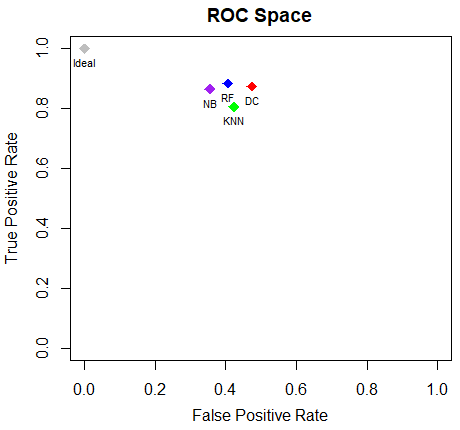 ROC Space
True Positive Rate
1.0
0.8
0.6
0.4
0.2
0.0
Ideal
NB
RF
DC
KNN
0.0 0.2 0.4 0.6 0.8 1.0
False Positive Rate